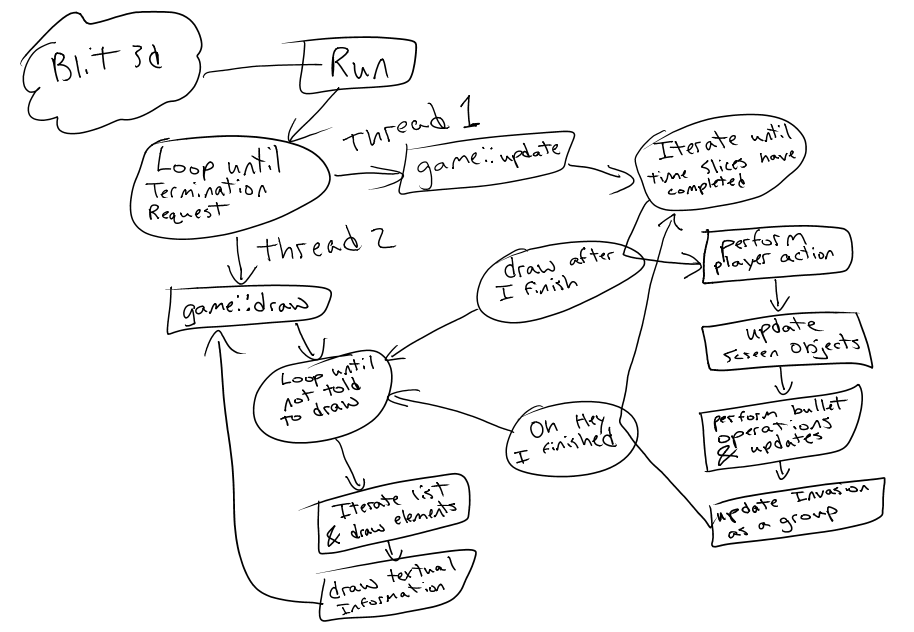 Blit 3d
Run
Thread 1
Loop until
Termination
Request
game::update
Iterate until
time slices have
completed
Thread 2
perform
player action
draw after
I finish
game::draw
update
screen objects
Loop until
not told
to draw
perform bullet
operations
& updates
Oh Hey
I finished
Iterate list
& draw elements
update Invasion
as a group
draw textual
Information